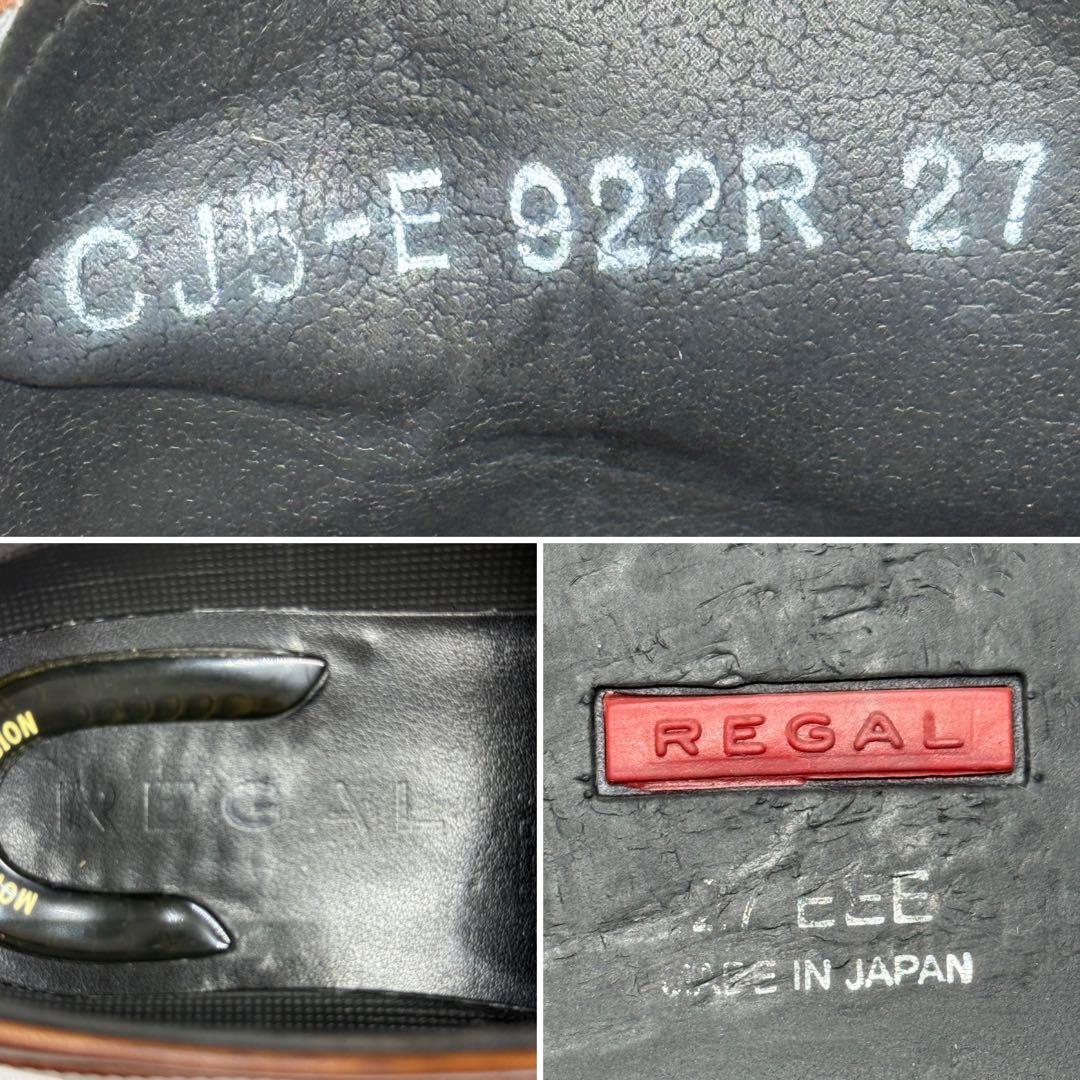 CJ5-E 922R 27
REGAL
REGAL
27 EEE
MADE IN JAPAN